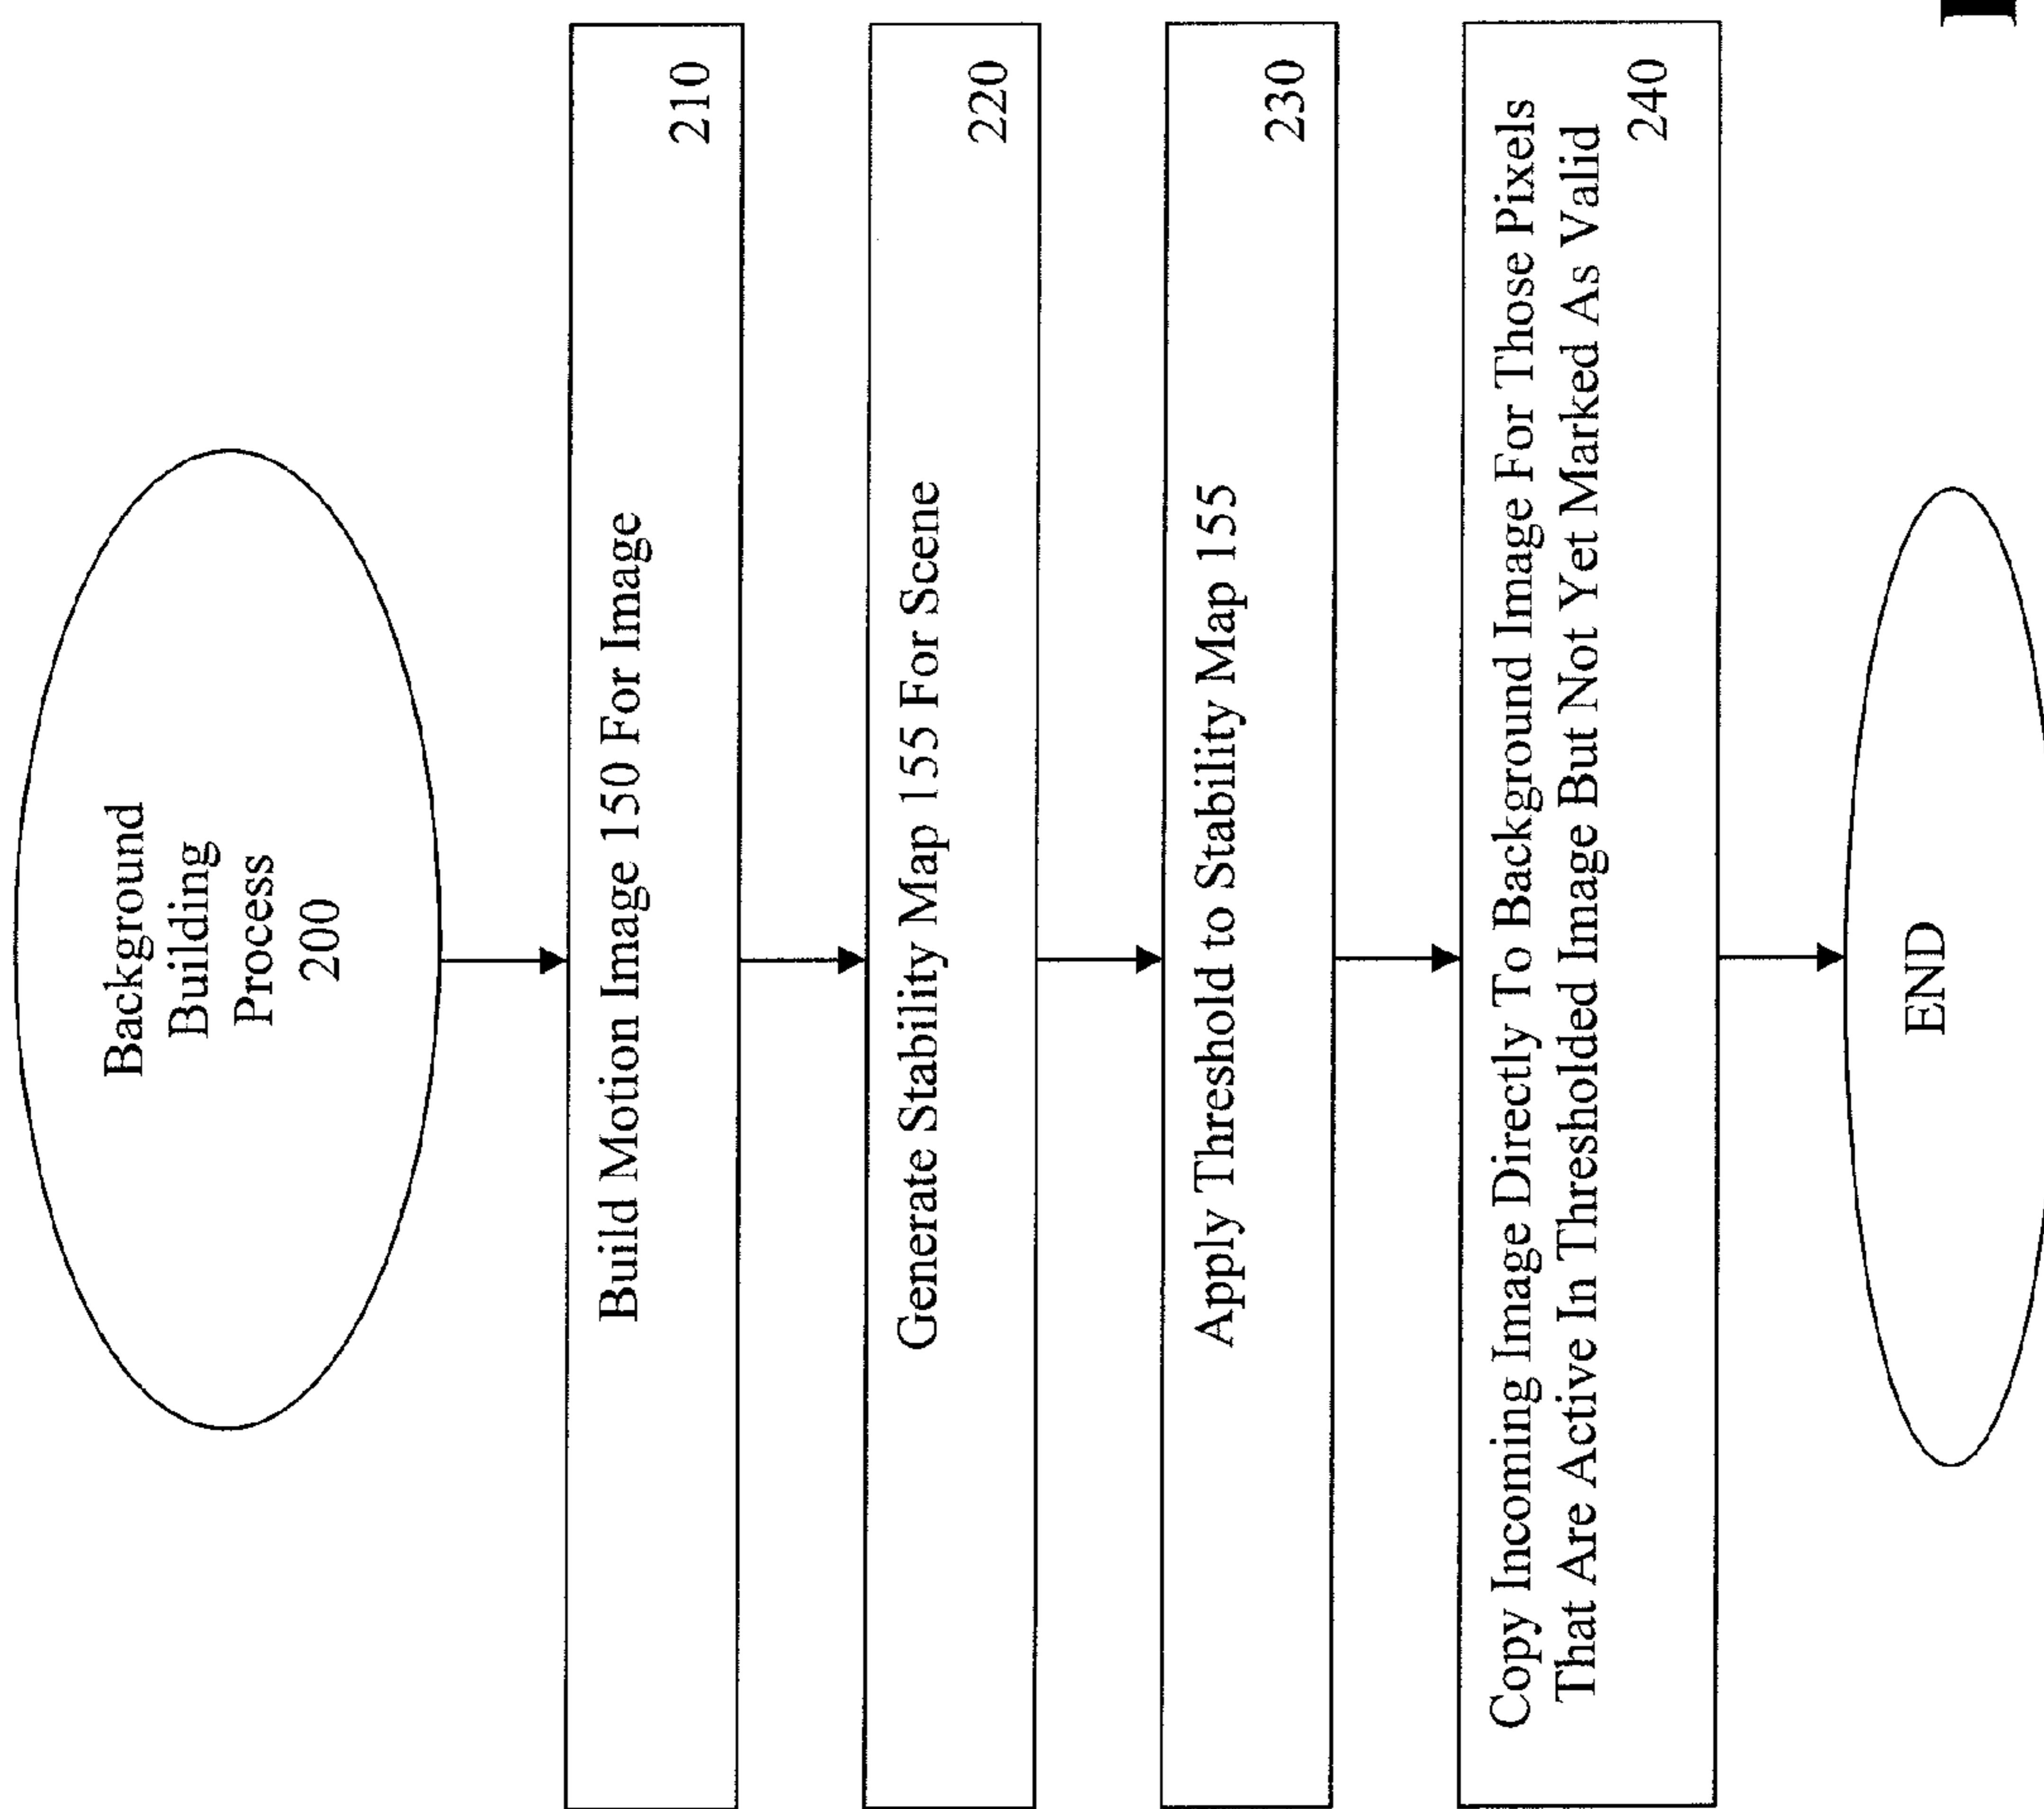 Background
Building
Process
200
Build Motion Image 150 For Image
210
Generate Stability Map 155 For Scene
220
Apply Threshold to Stability Map 155
230
Copy Incoming Image Directly To Background Image For Those Pixels
That Are Active In Thresholded Image But Not Yet Marked As Valid
240
END